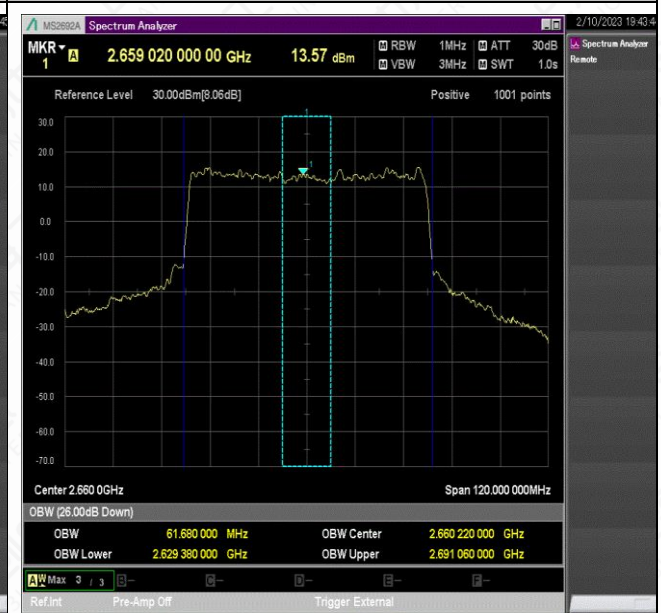 MS2692A Spectrum Analyzer
2/10/2023 19:43:4
MKR 1 A 2.659 020 000 00 GHz 13.57 dBm M RBW 1MHz M ATT 30dB
M VBW 3MHz M SWT 1.0s
Spectrum Analyzer
Remote
Reference Level 30.00dBm[8.06dB] Positive 1001 points
30.0
20.0
10.0
0.0
-10.0
-20.0
-30.0
-40.0
-50.0
-60.0
-70.0
1
1
Center 2.660 0GHz Span 120.000 000MHz
OBW (26.00dB Down)
OBW 61.680 000 MHz OBW Center 2.660 220 000 GHz
OBW Lower 2.629 380 000 GHz OBW Upper 2.691 060 000 GHz
A W Max 3 / 3 B- C- D- E- F-
Ref.Int Pre-Amp Off Trigger External